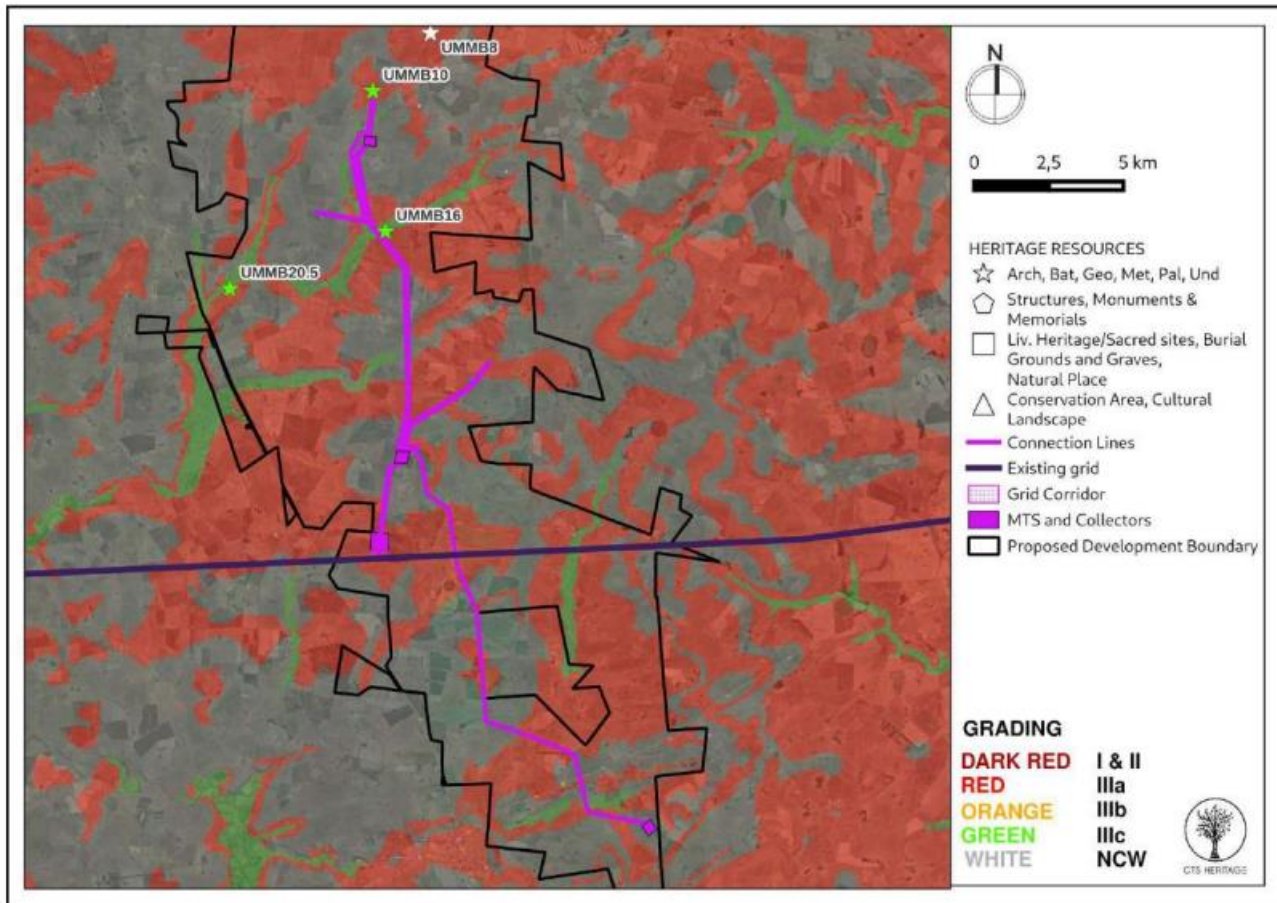 UMMB8
UMMB10
UMMB16
UMMB20.5
N
0 2,5 5 km
HERITAGE RESOURCES
Arch, Bat, Geo, Met, Pal, Und
Structures, Monuments &
Memorials
Liv. Heritage/Sacred sites, Burial
Grounds and Graves,
Natural Place
Conservation Area, Cultural
Landscape
Connection Lines
Existing grid
Grid Corridor
MTS and Collectors
Proposed Development Boundary
GRADING
DARK RED I & II
RED IIIa
ORANGE IIIb
GREEN IIIc
WHITE NCW
CTS HERITAGE